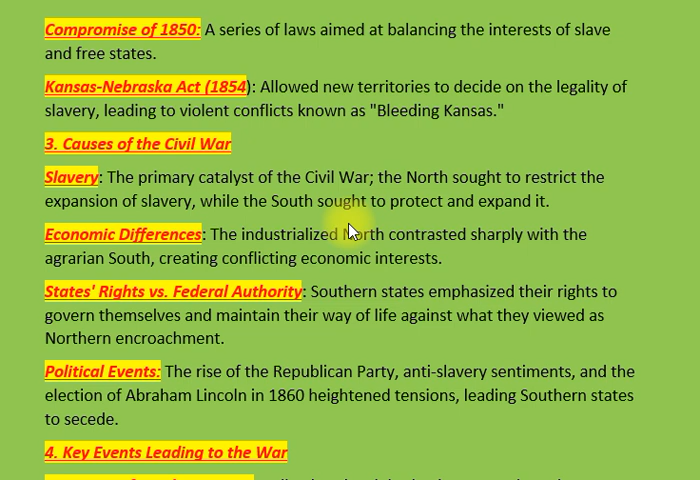 Compromise of 1850: A series of laws aimed at balancing the interests of slave
and free states.
Kansas-Nebraska Act (1854): Allowed new territories to decide on the legality of
slavery, leading to violent conflicts known as "Bleeding Kansas."
3. Causes of the Civil War
Slavery: The primary catalyst of the Civil War; the North sought to restrict the
expansion of slavery, while the South sought to protect and expand it.
Economic Differences: The industrialized North contrasted sharply with the
agrarian South, creating conflicting economic interests.
States' Rights vs. Federal Authority: Southern states emphasized their rights to
govern themselves and maintain their way of life against what they viewed as
Northern encroachment.
Political Events: The rise of the Republican Party, anti-slavery sentiments, and the
election of Abraham Lincoln in 1860 heightened tensions, leading Southern states
to secede.
4. Key Events Leading to the War